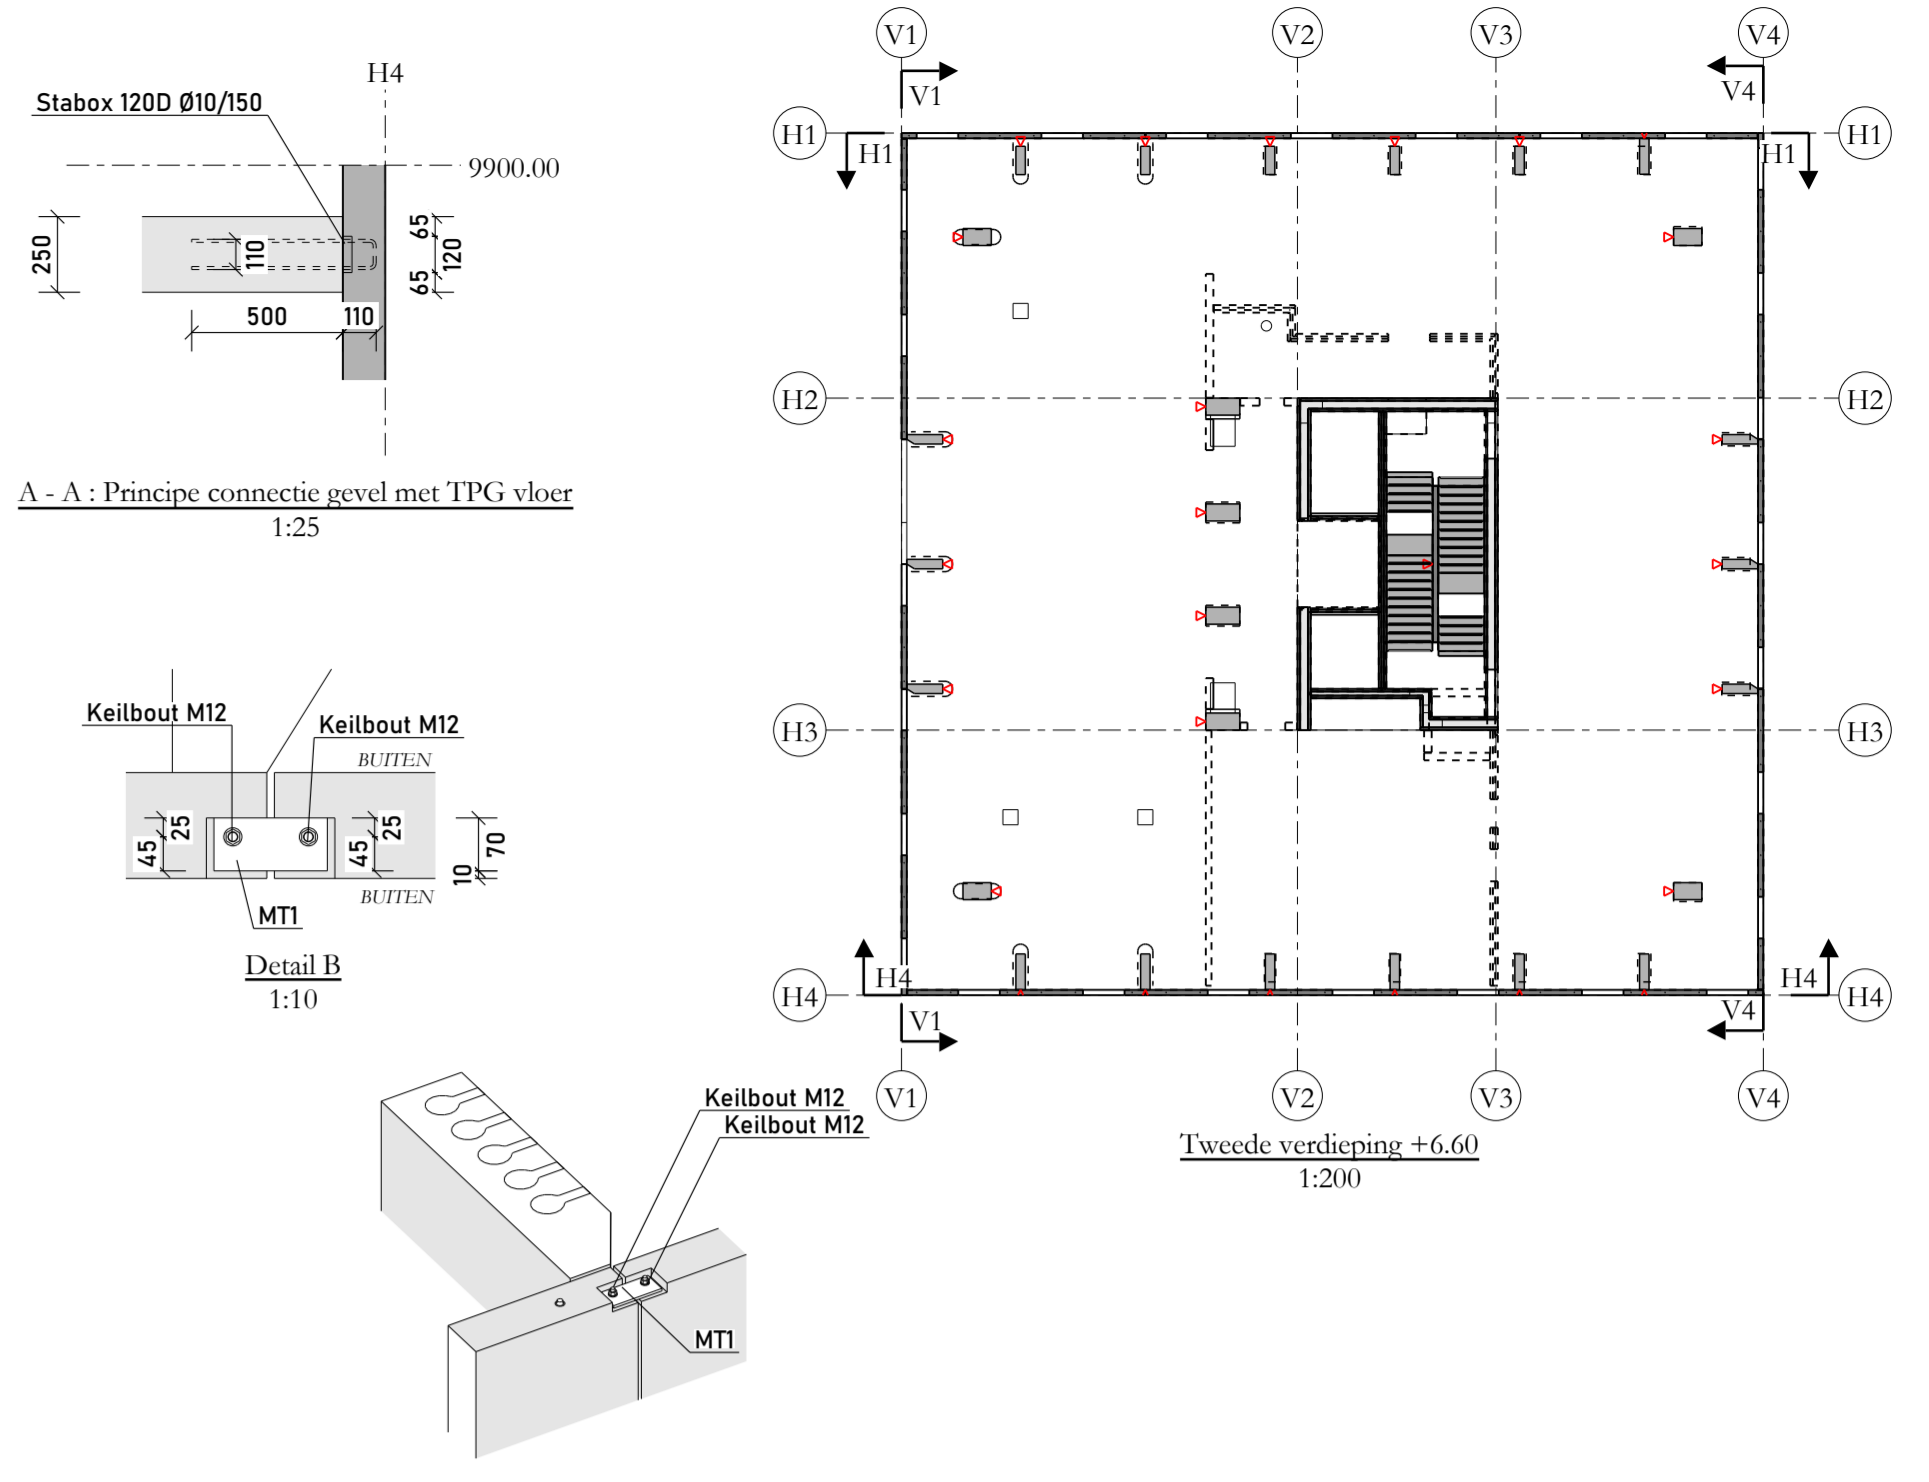 H4
Stabox 120D Ø10/150
9900.00
250
110
65
120
65
500
110
A - A : Principe connectie gevel met TPG vloer
1:25
Keilbout M12
Keilbout M12
BUITEN
25
45
25
45
70
10
BUITEN
MT1
Detail B
1:10
Keilbout M12
Keilbout M12
MT1
V1
V2
V3
V4
V1
V4
H1
H1
H1
H1
H2
H2
H3
H3
H4
H4
H4
H4
V1
V4
V1
V2
V3
V4
Tweede verdieping +6.60
1:200